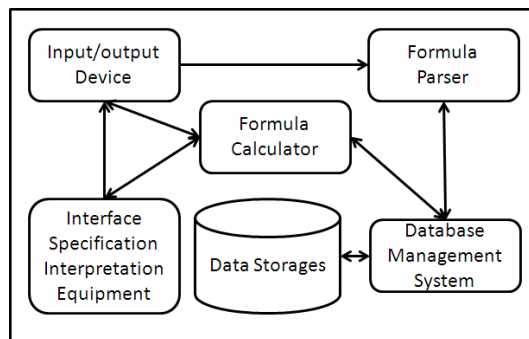 Input/output
Device
Formula
Parser
Formula
Calculator
Interface
Specification
Interpretation
Equipment
Data Storages
Database
Management
System